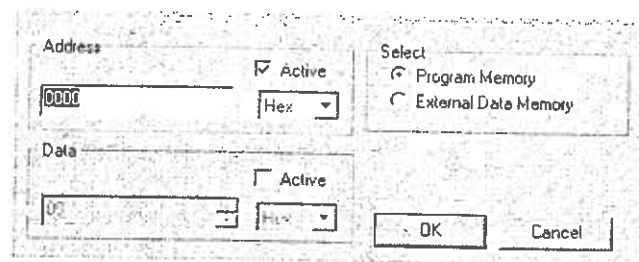 Address
Active
0000
Hex
Select
Program Memory
External Data Memory
Data
Active
00
Hex
OK
Cancel